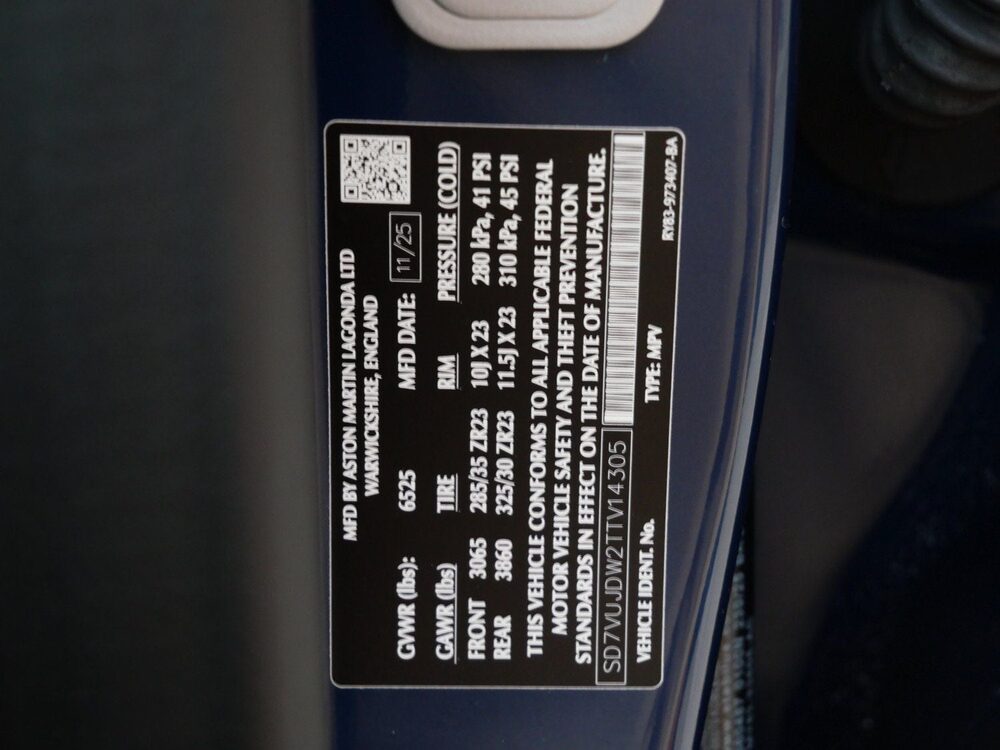 MFD BY ASTON MARTIN LAGONDA LTD
WARWICKSHIRE, ENGLAND
GVWR (lbs): 6525 MFD DATE: 11/25
GAWR (lbs) TIRE RIM PRESSURE (COLD)
FRONT 3065 285/35 ZR23 10J X 23 280 kPa, 41 PSI
REAR 3860 325/30 ZR23 11.5J X 23 310 kPa, 45 PSI
THIS VEHICLE CONFORMS TO ALL APPLICABLE FEDERAL
MOTOR VEHICLE SAFETY AND THEFT PREVENTION
STANDARDS IN EFFECT ON THE DATE OF MANUFACTURE.
SD7VUJDW2TTV14305
VEHICLE IDENT. No. TYPE: MPV
RY83-973407-BA